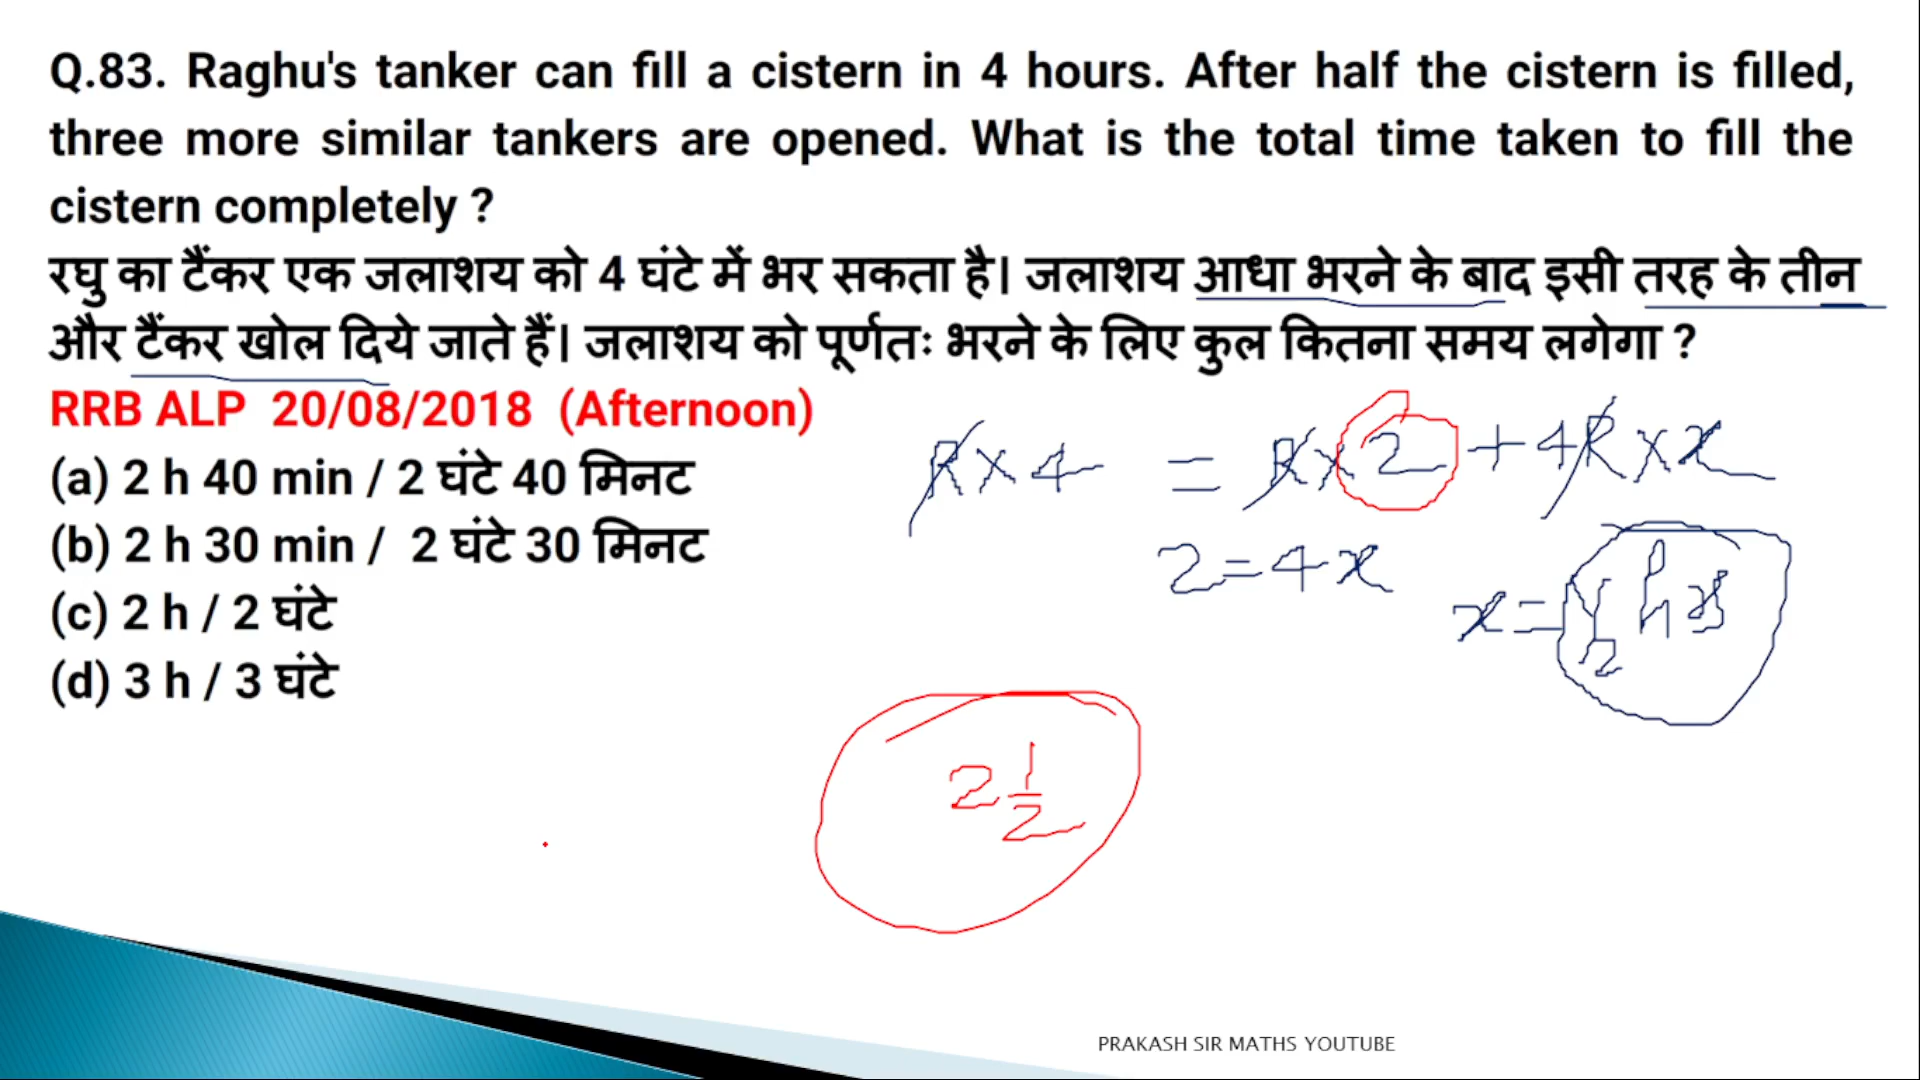 Q.83. Raghu's tanker can fill a cistern in 4 hours. After half the cistern is filled,
three more similar tankers are opened. What is the total time taken to fill the
cistern completely ?
रघु का टैंकर एक जलाशय को 4 घंटे में भर सकता है। जलाशय आधा भरने के बाद इसी तरह के तीन
और टैंकर खोल दिये जाते हैं। जलाशय को पूर्णतः भरने के लिए कुल कितना समय लगेगा ?
RRB ALP 20/08/2018 (Afternoon)
R×4 = R×2 + 4R×x
(a) 2 h 40 min / 2 घंटे 40 मिनट
(b) 2 h 30 min / 2 घंटे 30 मिनट
2=4x
(c) 2 h / 2 घंटे
x=1/2 hrs
(d) 3 h / 3 घंटे
2 1/2
PRAKASH SIR MATHS YOUTUBE